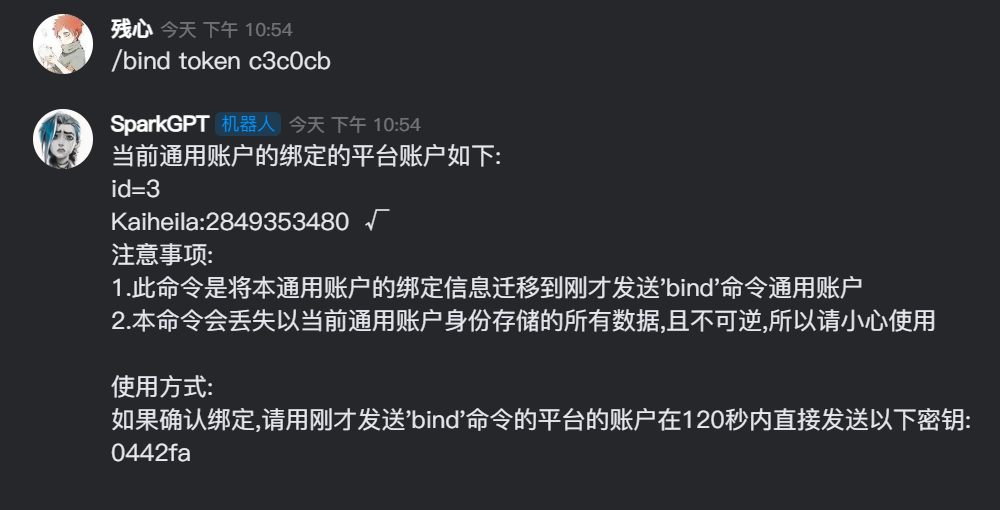 残心 今天 下午 10:54
/bind token c3c0cb
SparkGPT 机器人 今天 下午 10:54
当前通用账户的绑定的平台账户如下:
id=3
Kaiheila:2849353480 √
注意事项:
1.此命令是将本通用账户的绑定信息迁移到刚才发送'bind'命令通用账户
2.本命令会丢失以当前通用账户身份存储的所有数据,且不可逆,所以请小心使用
使用方式:
如果确认绑定,请用刚才发送'bind'命令的平台的账户在120秒内直接发送以下密钥:
0442fa